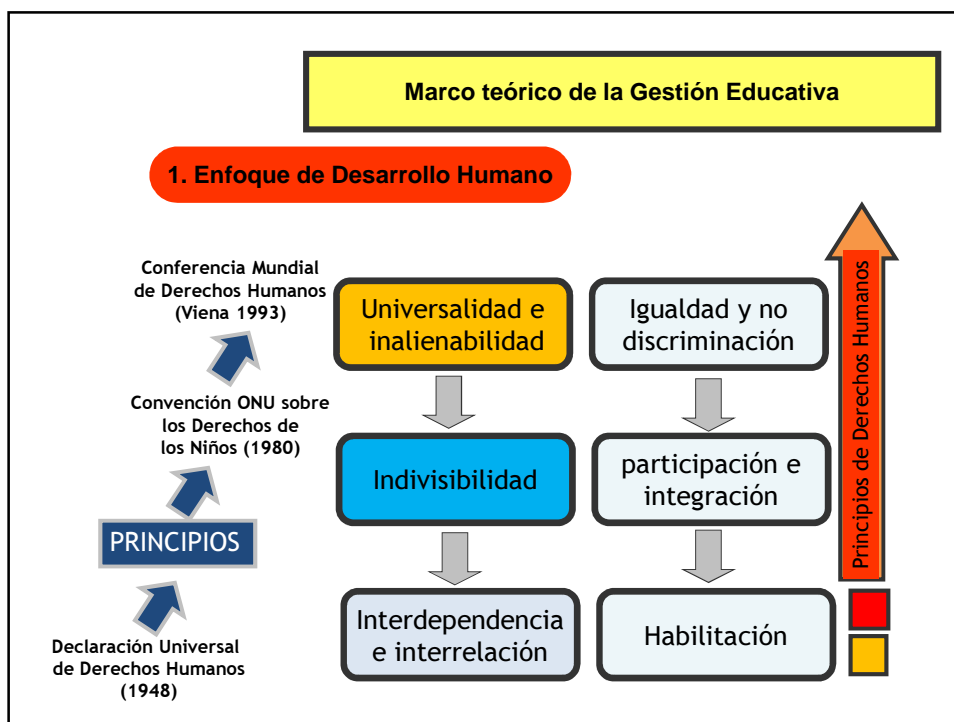 Marco teórico de la Gestión Educativa
1. Enfoque de Desarrollo Humano
Conferencia Mundial
de Derechos Humanos
(Viena 1993)
Convención ONU sobre
los Derechos de
los Niños (1980)
PRINCIPIOS
Declaración Universal
de Derechos Humanos
(1948)
Universalidad e
inalienabilidad
Indivisibilidad
Interdependencia
e interrelación
Igualdad y no
discriminación
participación e
integración
Habilitación
Principios de Derechos Humanos